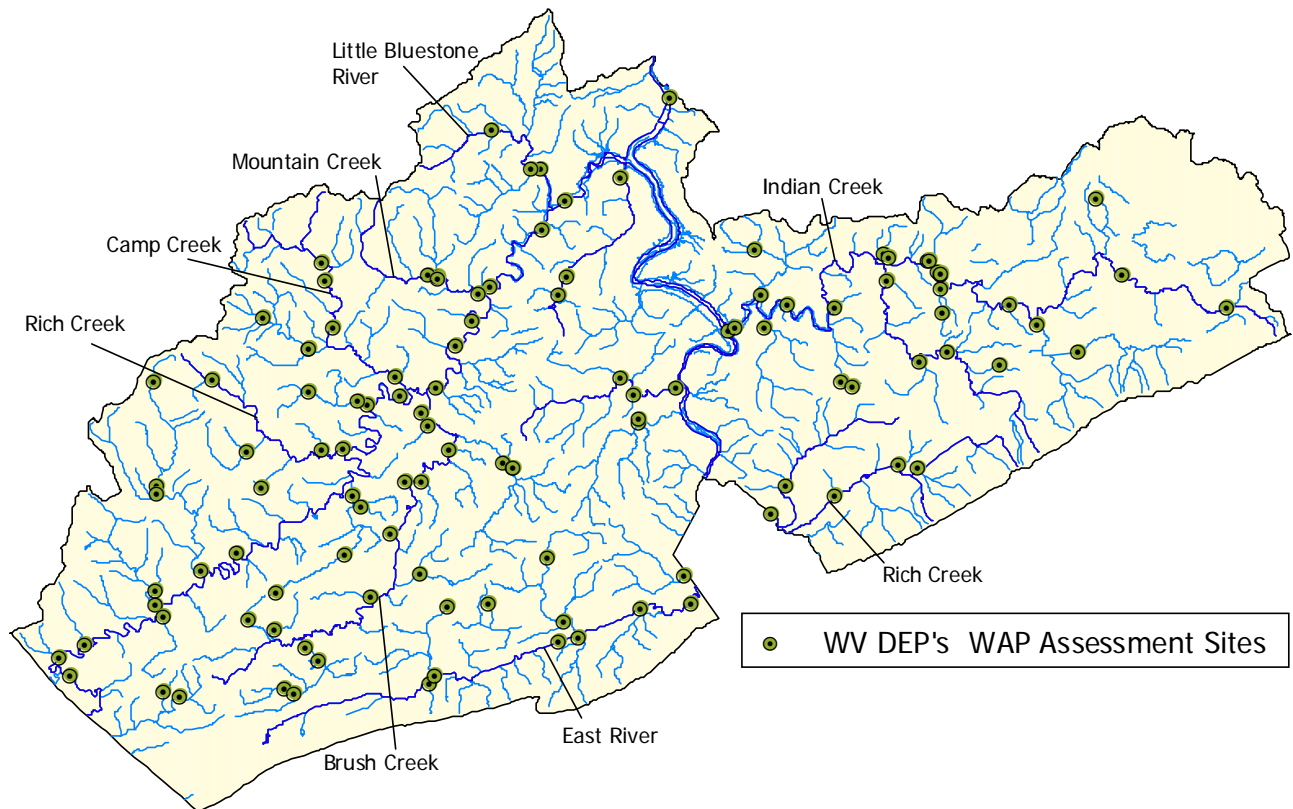 Little Bluestone
River
Mountain Creek
Indian Creek
Camp Creek
Rich Creek
Rich Creek
WV DEP's WAP Assessment Sites
East River
Brush Creek